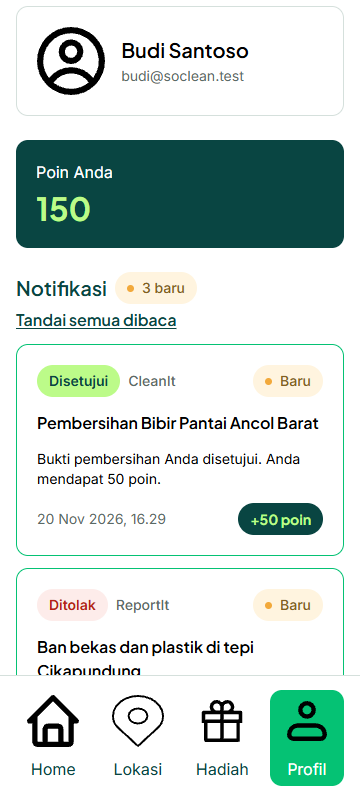 Budi Santoso
budi@soclean.test
Poin Anda
150
Notifikasi
3 baru
Tandai semua dibaca
Disetujui
CleanIt
Baru
Pembersihan Bibir Pantai Ancol Barat
Bukti pembersihan Anda disetujui. Anda
mendapat 50 poin.
20 Nov 2026, 16.29
+50 poin
Ditolak
ReportIt
Baru
Ban bekas dan plastik di tepi
Cikapundung
Home
Lokasi
Hadiah
Profil